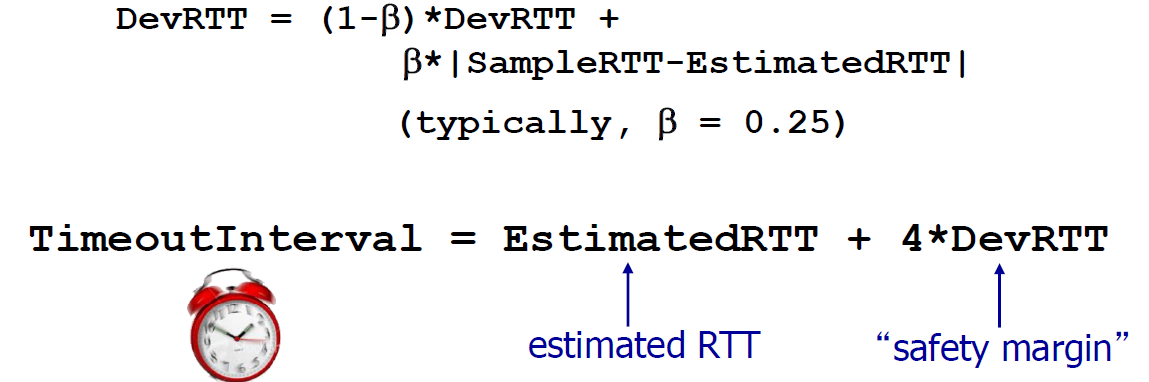 DevRTT = (1-β)*DevRTT +
β*|SampleRTT-EstimatedRTT|
(typically, β = 0.25)
TimeoutInterval = EstimatedRTT + 4*DevRTT
estimated RTT “safety margin”